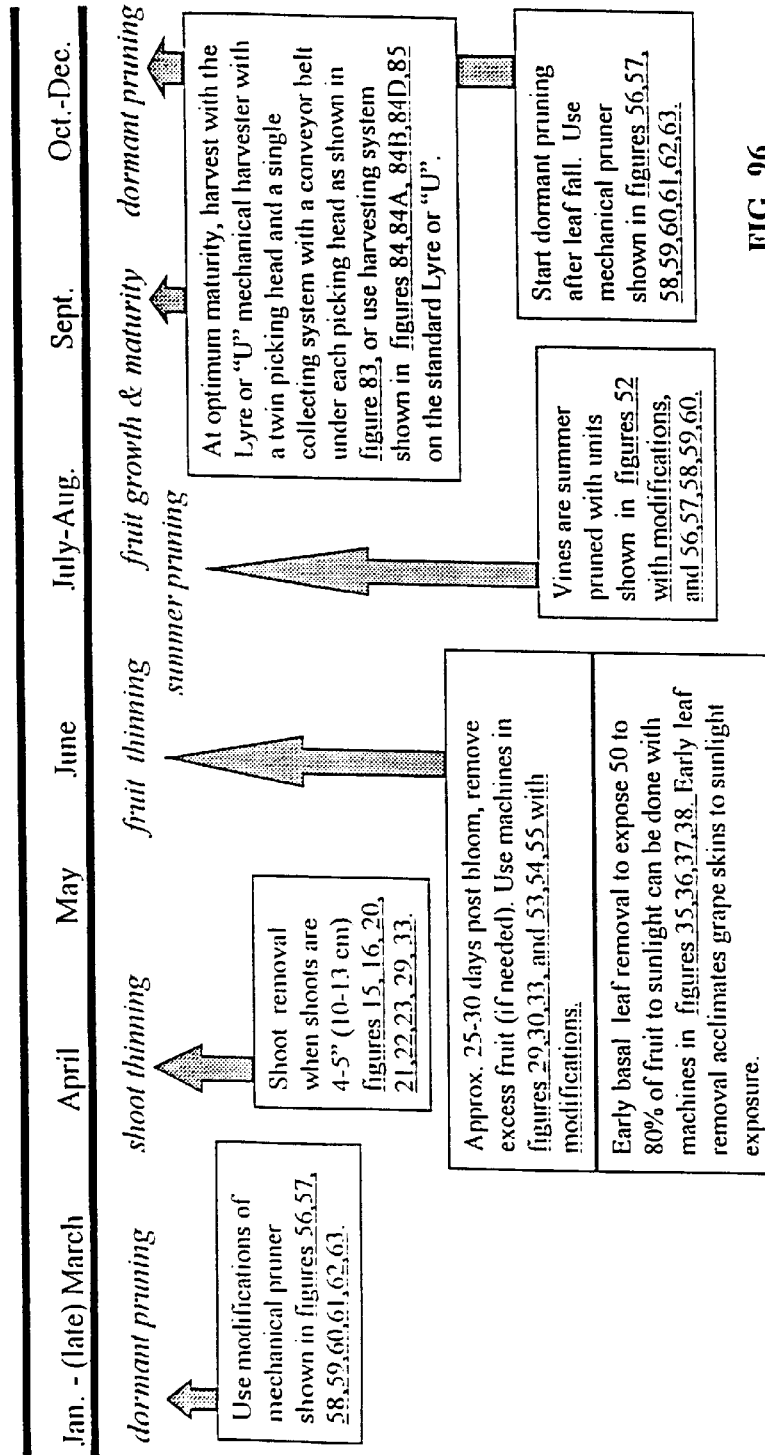 Jan. - (late) March April May June July-Aug. Sept. Oct.-Dec.
dormant pruning shoot thinning fruit thinning fruit growth & maturity dormant pruning
summer pruning
Use modifications of
mechanical pruner
shown in figures 56,57,
58,59,60,61,62,63.
Shoot removal
when shoots are
4-5" (10-13 cm)
figures 15, 16, 20,
21,22,23, 29, 33.
Approx. 25-30 days post bloom, remove
excess fruit (if needed). Use machines in
figures 29,30,33, and 53,54,55 with
modifications.
Early basal leaf removal to expose 50 to
80% of fruit to sunlight can be done with
machines in figures 35,36,37,38. Early leaf
removal acclimates grape skins to sunlight
exposure.
Vines are summer
pruned with units
shown in figures 52
with modifications,
and 56,57,58,59,60.
At optimum maturity, harvest with the
Lyre or "U" mechanical harvester with
a twin picking head and a single
collecting system with a conveyor belt
under each picking head as shown in
figure 83, or use harvesting system
shown in figures 84,84A, 84B,84D,85
on the standard Lyre or "U".
Start dormant pruning
after leaf fall. Use
mechanical pruner
shown in figures 56,57,
58,59,60,61,62,63.
FIG. 96